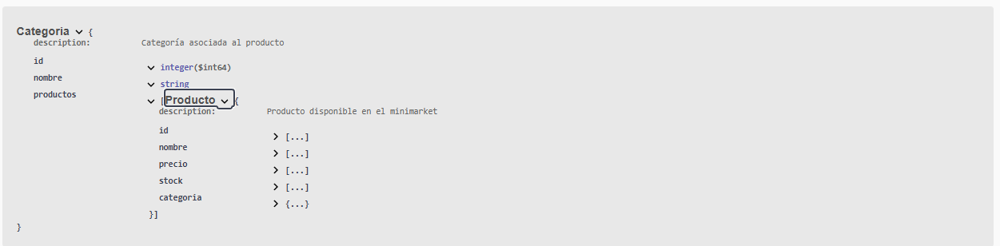 Categoria {
description: Categoría asociada al producto
id integer($int64)
nombre string
productos [Producto {
description: Producto disponible en el minimarket
id [...]
nombre [...]
precio [...]
stock [...]
categoria {...}
}]
}